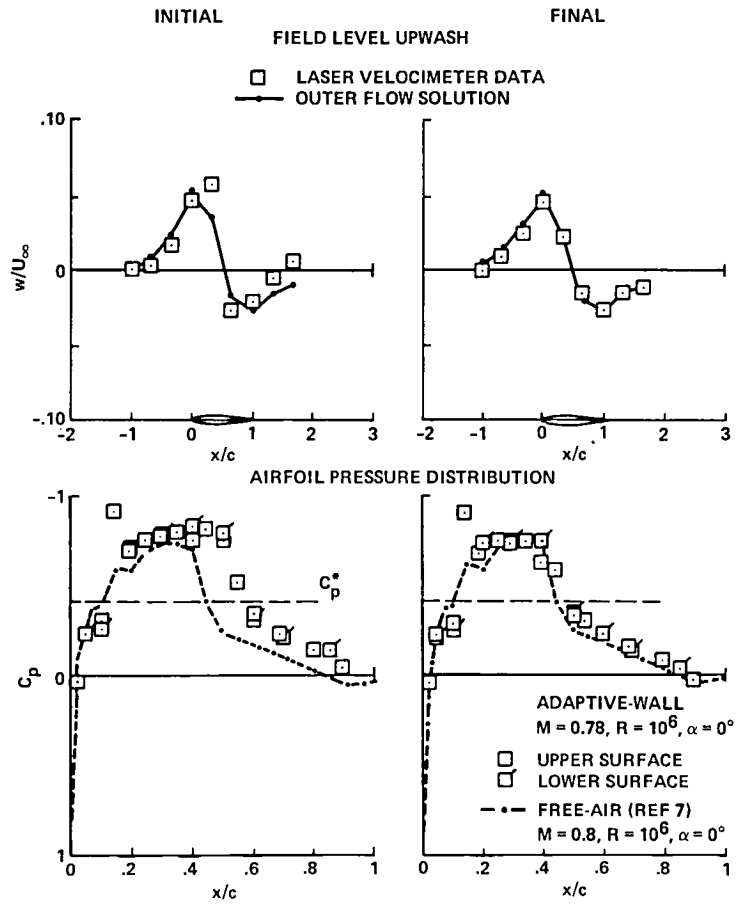 INITIAL FINAL
FIELD LEVEL UPWASH
LASER VELOCIMETER DATA
OUTER FLOW SOLUTION
.10
0
-.10
w/U∞
-2 -1 0 1 2 3
x/c
-2 -1 0 1 2 3
x/c
AIRFOIL PRESSURE DISTRIBUTION
-1
0
1
Cp
Cp*
0 .2 .4 .6 .8 1
x/c
ADAPTIVE-WALL
M = 0.78, R = 10⁶, α = 0°
UPPER SURFACE
LOWER SURFACE
FREE-AIR (REF 7)
M = 0.8, R = 10⁶, α = 0°
0 .2 .4 .6 .8 1
x/c